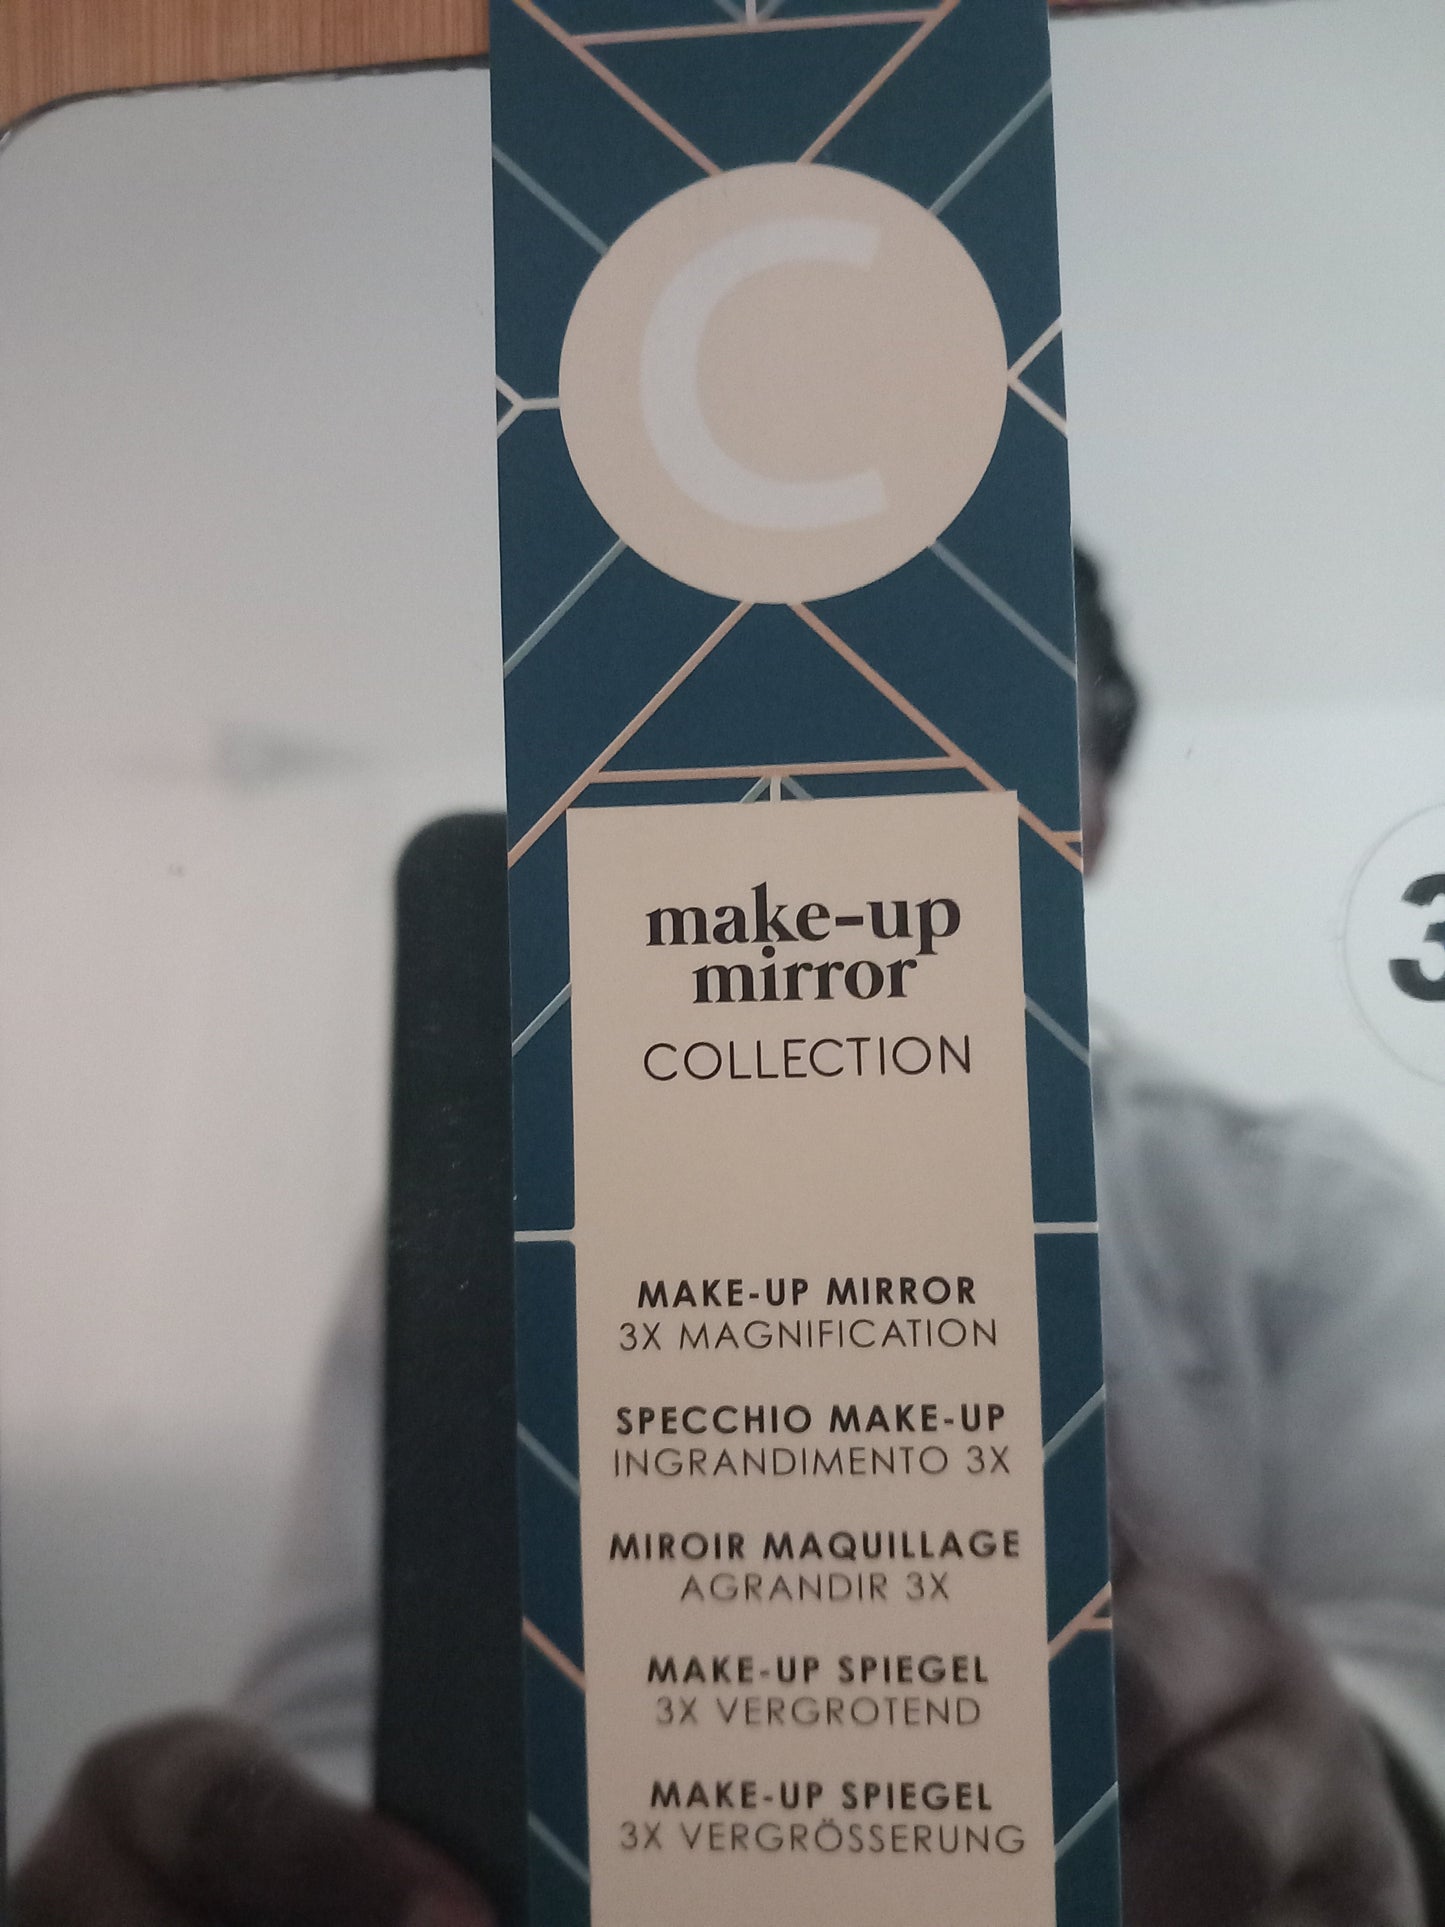 C
make-up
mirror
COLLECTION
3
MAKE-UP MIRROR
3X MAGNIFICATION
SPECCHIO MAKE-UP
INGRANDIMENTO 3X
MIROIR MAQUILLAGE
AGRANDIR 3X
MAKE-UP SPIEGEL
3X VERGROTEND
MAKE-UP SPIEGEL
3X VERGRÖSSERUNG